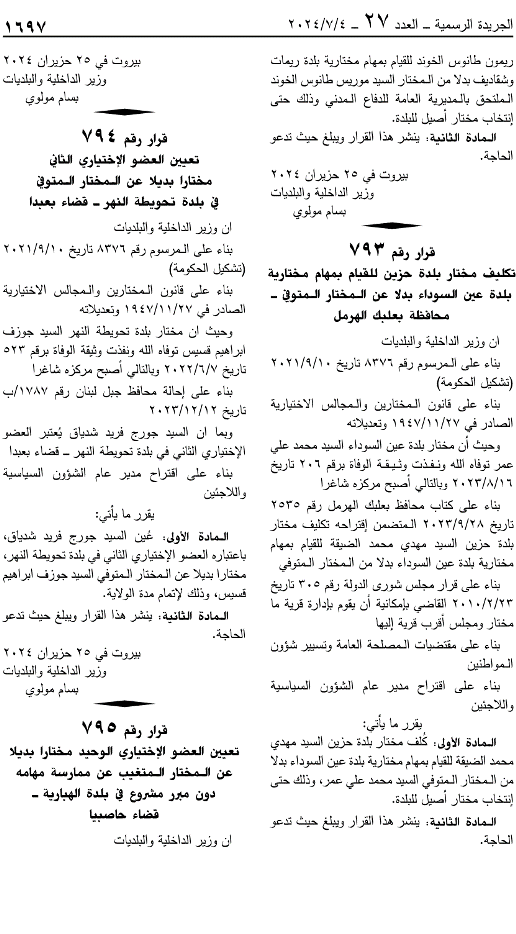 الجريدة الرسمية ـ العدد ٢٧ ـ ٢٠٢٤/٧/٤
١٦٩٧
ريمون طانوس الخوند للقيام بمهام مختارية بلدة ريمات
وشقاديف بدلا من المختار السيد موريس طانوس الخوند
الملتحق بالمديرية العامة للدفاع المدني وذلك حتى
إنتخاب مختار أصيل للبلدة.
المادة الثانية: ينشر هذا القرار ويبلغ حيث تدعو
الحاجة.
بيروت في ٢٥ حزيران ٢٠٢٤
وزير الداخلية والبلديات
بسام مولوي
قرار رقم ٧٩٣
تكليف مختار بلدة حزين للقيام بمهام مختارية
بلدة عين السوداء بدلا عن المختار المتوفي ـ
محافظة بعلبك الهرمل
ان وزير الداخلية والبلديات
بناء على المرسوم رقم ٨٣٧٦ تاريخ ٢٠٢١/٩/١٠
(تشكيل الحكومة)
بناء على قانون المختارين والمجالس الاختيارية
الصادر في ١٩٤٧/١١/٢٧ وتعديلاته
وحيث أن مختار بلدة عين السوداء السيد محمد علي
عمر توفاه الله ونفذت وثيقة الوفاة برقم ٢٠٦ تاريخ
٢٠٢٣/٨/١٦ وبالتالي أصبح مركزه شاغرا
بناء على كتاب محافظ بعلبك الهرمل رقم ٢٥٣٥
تاريخ ٢٠٢٣/٩/٢٨ المتضمن إقتراحه تكليف مختار
بلدة حزين السيد مهدي محمد الضيقة للقيام بمهام
مختارية بلدة عين السوداء بدلا من المختار المتوفي
بناء على قرار مجلس شورى الدولة رقم ٣٠٥ تاريخ
٢٠١٠/٢/٢٣ القاضي بإمكانية أن يقوم بإدارة قرية ما
مختار ومجلس أقرب قرية إليها
بناء على مقتضيات المصلحة العامة وتسيير شؤون
المواطنين
بناء على اقتراح مدير عام الشؤون السياسية
واللاجئين
يقرر ما يأتي:
المادة الأولى: كُلف مختار بلدة حزين السيد مهدي
محمد الضيقة للقيام بمهام مختارية بلدة عين السوداء بدلا
من المختار المتوفي السيد محمد علي عمر، وذلك حتى
إنتخاب مختار أصيل للبلدة.
المادة الثانية: ينشر هذا القرار ويبلغ حيث تدعو
الحاجة.
بيروت في ٢٥ حزيران ٢٠٢٤
وزير الداخلية والبلديات
بسام مولوي
قرار رقم ٧٩٤
تعيين العضو الإختياري الثاني
مختارا بديلا عن المختار المتوفي
في بلدة تحويطة النهر ـ قضاء بعبدا
ان وزير الداخلية والبلديات
بناء على المرسوم رقم ٨٣٧٦ تاريخ ٢٠٢١/٩/١٠
(تشكيل الحكومة)
بناء على قانون المختارين والمجالس الاختيارية
الصادر في ١٩٤٧/١١/٢٧ وتعديلاته
وحيث ان مختار بلدة تحويطة النهر السيد جوزف
ابراهيم قسيس توفاه الله ونفذت وثيقة الوفاة برقم ٥٢٣
تاريخ ٢٠٢٢/٦/٧ وبالتالي أصبح مركزه شاغرا
بناء على إحالة محافظ جبل لبنان رقم ١٧٨٧/ب
تاريخ ٢٠٢٣/١٢/١٢
وبما ان السيد جورج فريد شدياق يُعتبر العضو
الإختياري الثاني في بلدة تحويطة النهر ـ قضاء بعبدا
بناء على اقتراح مدير عام الشؤون السياسية
واللاجئين
يقرر ما يأتي:
المادة الأولى: عُين السيد جورج فريد شدياق،
باعتباره العضو الإختياري الثاني في بلدة تحويطة النهر،
مختارا بديلا عن المختار المتوفي السيد جوزف ابراهيم
قسيس، وذلك لإتمام مدة الولاية.
المادة الثانية: ينشر هذا القرار ويبلغ حيث تدعو
الحاجة.
بيروت في ٢٥ حزيران ٢٠٢٤
وزير الداخلية والبلديات
بسام مولوي
قرار رقم ٧٩٥
تعيين العضو الإختياري الوحيد مختارا بديلا
عن المختار المتغيب عن ممارسة مهامه
دون مبرر مشروع في بلدة الهبارية ـ
قضاء حاصبيا
ان وزير الداخلية والبلديات